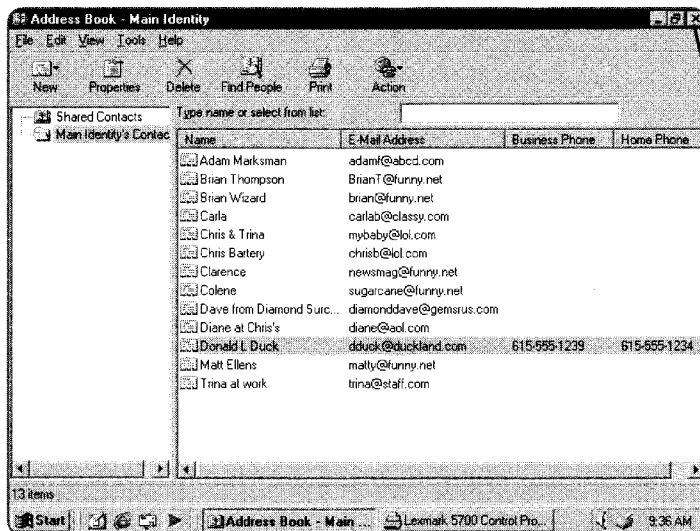 Address Book - Main Identity
File Edit View Tools Help
New Properties Delete Find People Print Action
Shared Contacts
Main Identity's Contac
Type name or select from list:
Name E-Mail Address Business Phone Home Phone
Adam Marksman adamf@abcd.com
Brian Thompson BrianT@funny.net
Brian Wizard brian@funny.net
Carla carlab@classy.com
Chris & Trina mybaby@lol.com
Chris Bartery chrisb@lol.com
Clarence newsmag@funny.net
Colene sugarcane@funny.net
Dave from Diamond Surc... diamonddave@gemsrus.com
Diane at Chris's diane@aol.com
Donald L Duck dduck@duckland.com 615-555-1239 615-555-1234
Matt Ellens matty@funny.net
Trina at work trina@staff.com
13 items
Start Address Book - Main ... Lexmark 5700 Control Pro... 9:36 AM